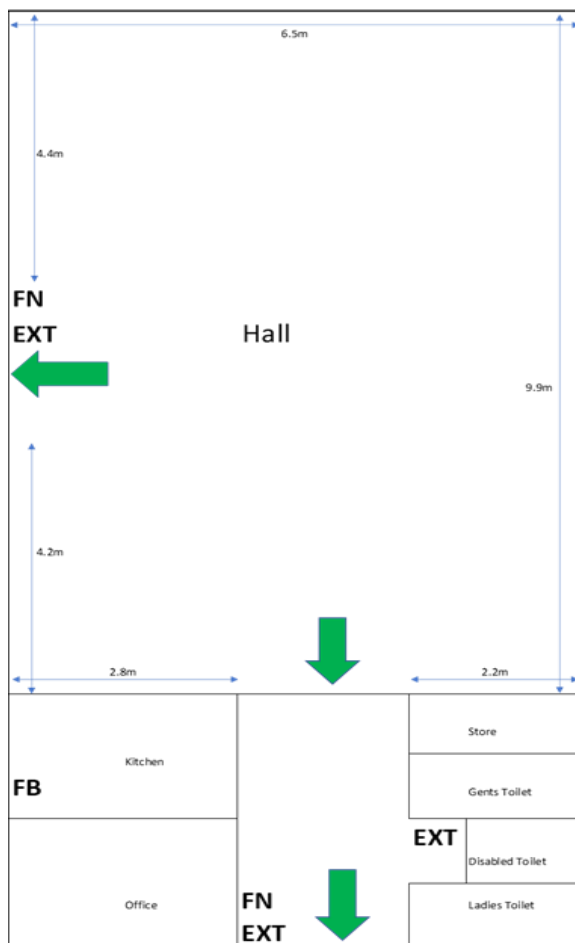 6.5m
4.4m
FN
EXT
Hall
9.9m
4.2m
2.8m
2.2m
Store
Kitchen
FB
Gents Toilet
EXT
Disabled Toilet
Office
FN
EXT
Ladies Toilet